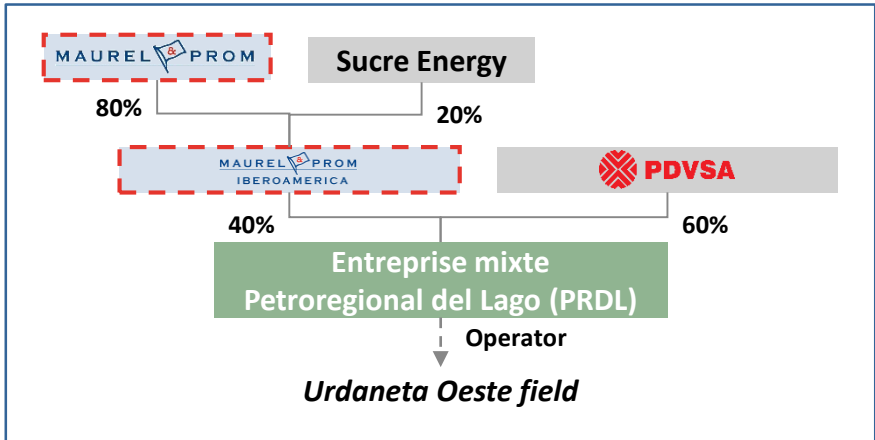 MAUREL & PROM
Sucre Energy
80%
20%
MAUREL & PROM
IBEROAMERICA
PDVSA
40%
60%
Entreprise mixte
Petroregional del Lago (PRDL)
Operator
Urdaneta Oeste field